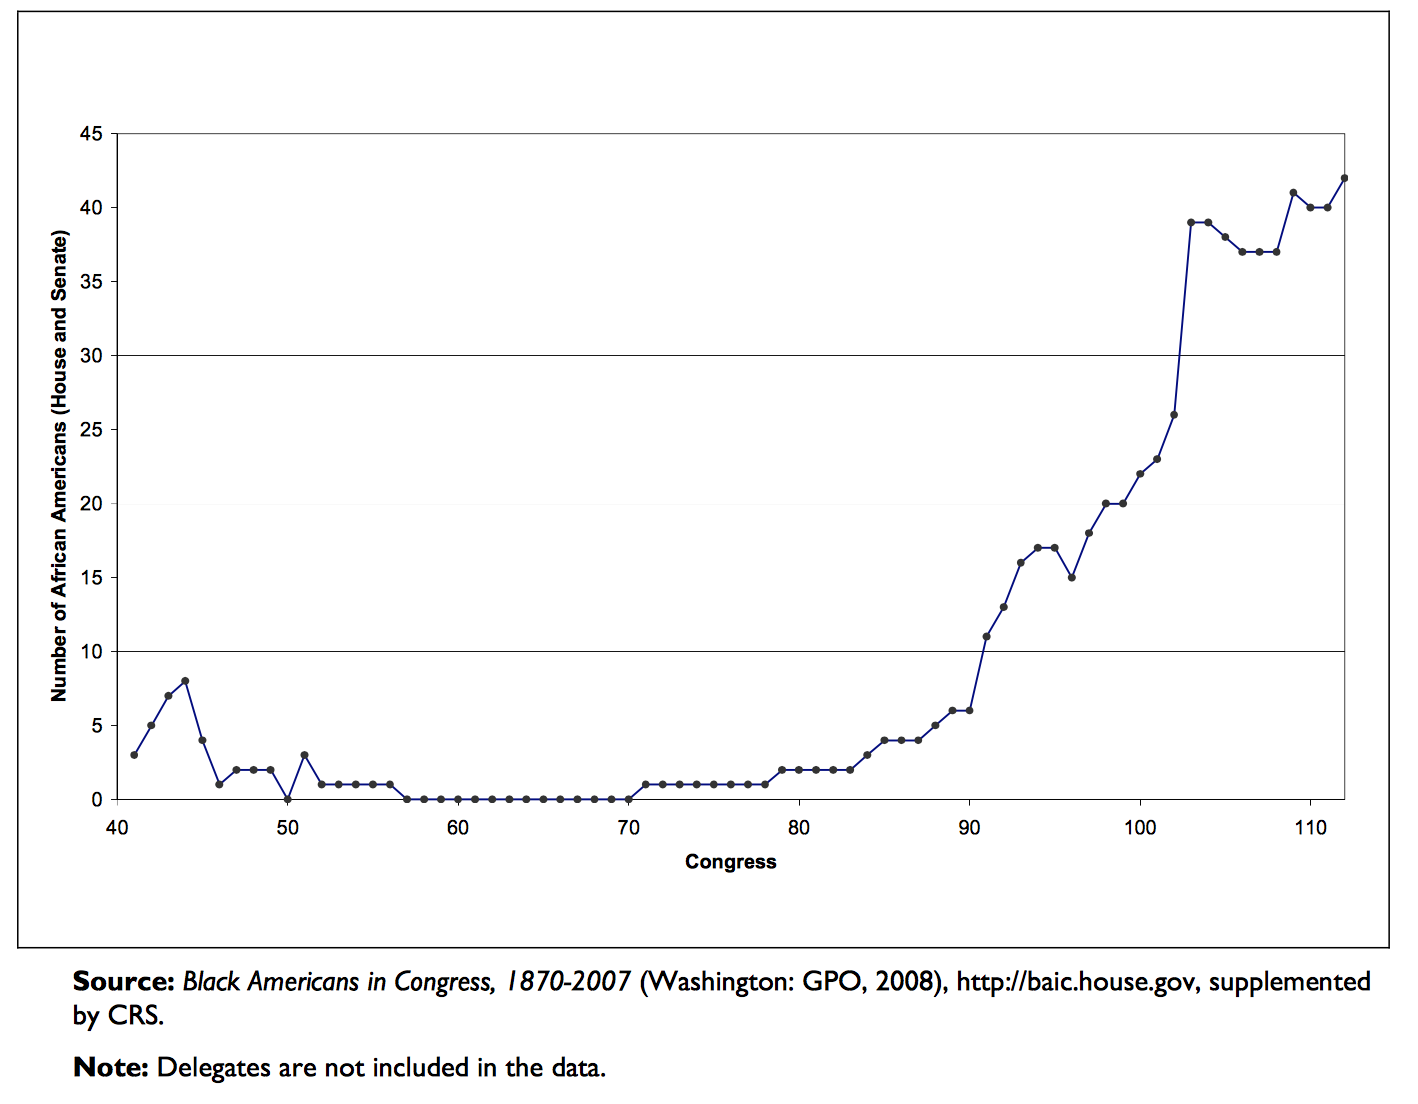 45
40
35
30
25
20
15
10
5
0
Number of African Americans (House and Senate)
40 50 60 70 80 90 100 110
Congress
Source: Black Americans in Congress, 1870-2007 (Washington: GPO, 2008), http://baic.house.gov, supplemented
by CRS.
Note: Delegates are not included in the data.